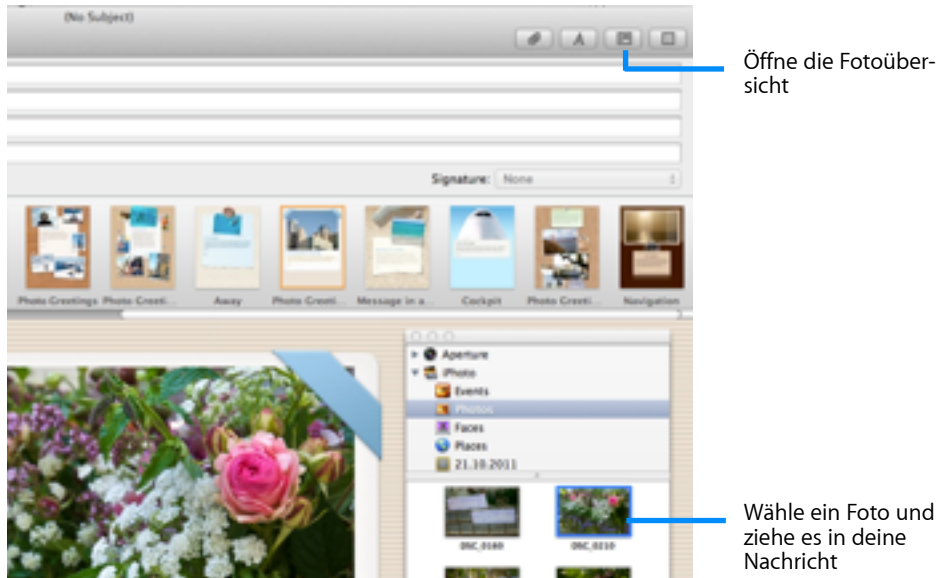 (No Subject)
Öffne die Fotoüber-
sicht
Signature: None
Photo Greetings Photo Greeti... Away Photo Greeti... Message in a... Cockpit Photo Greeti... Navigation
Aperture
iPhoto
Events
Photos
Faces
Places
21.10.2011
DSC_0160 DSC_0210
Wähle ein Foto und
ziehe es in deine
Nachricht